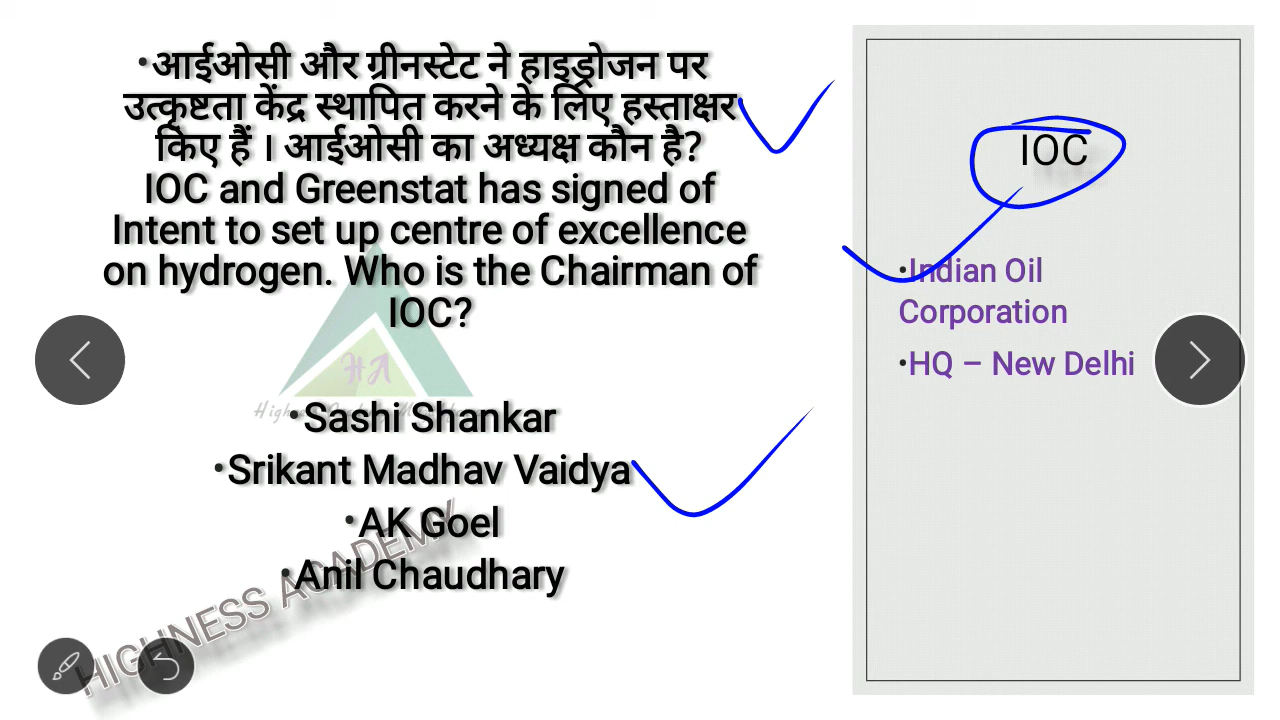 •आईओसी और ग्रीनस्टेट ने हाइड्रोजन पर
उत्कृष्टता केंद्र स्थापित करने के लिए हस्ताक्षर
किए हैं । आईओसी का अध्यक्ष कौन है?
IOC and Greenstat has signed of
Intent to set up centre of excellence
on hydrogen. Who is the Chairman of
IOC?
HA
•Sashi Shankar
•Srikant Madhav Vaidya
•AK Goel
•Anil Chaudhary
HIGHNESS ACADEMY
IOC
•Indian Oil
Corporation
•HQ – New Delhi